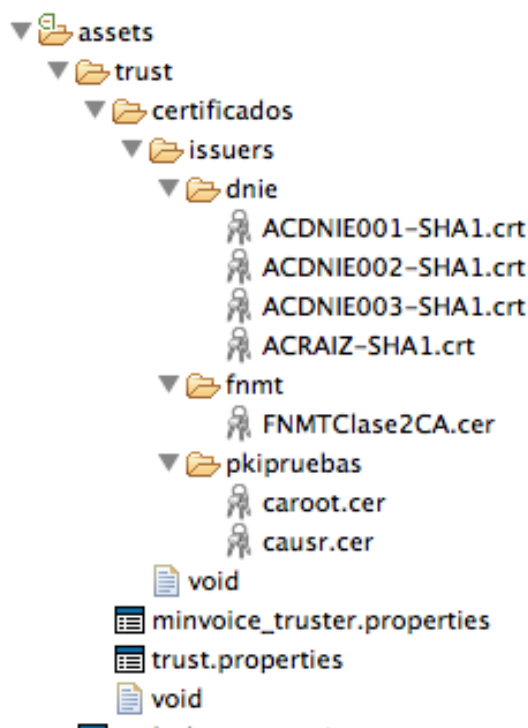 assets
trust
certificados
issuers
dnie
ACDNIE001-SHA1.crt
ACDNIE002-SHA1.crt
ACDNIE003-SHA1.crt
ACRAIZ-SHA1.crt
fnmt
FNMTClase2CA.cer
pkipruebas
caroot.cer
causr.cer
void
minvoice_truster.properties
trust.properties
void